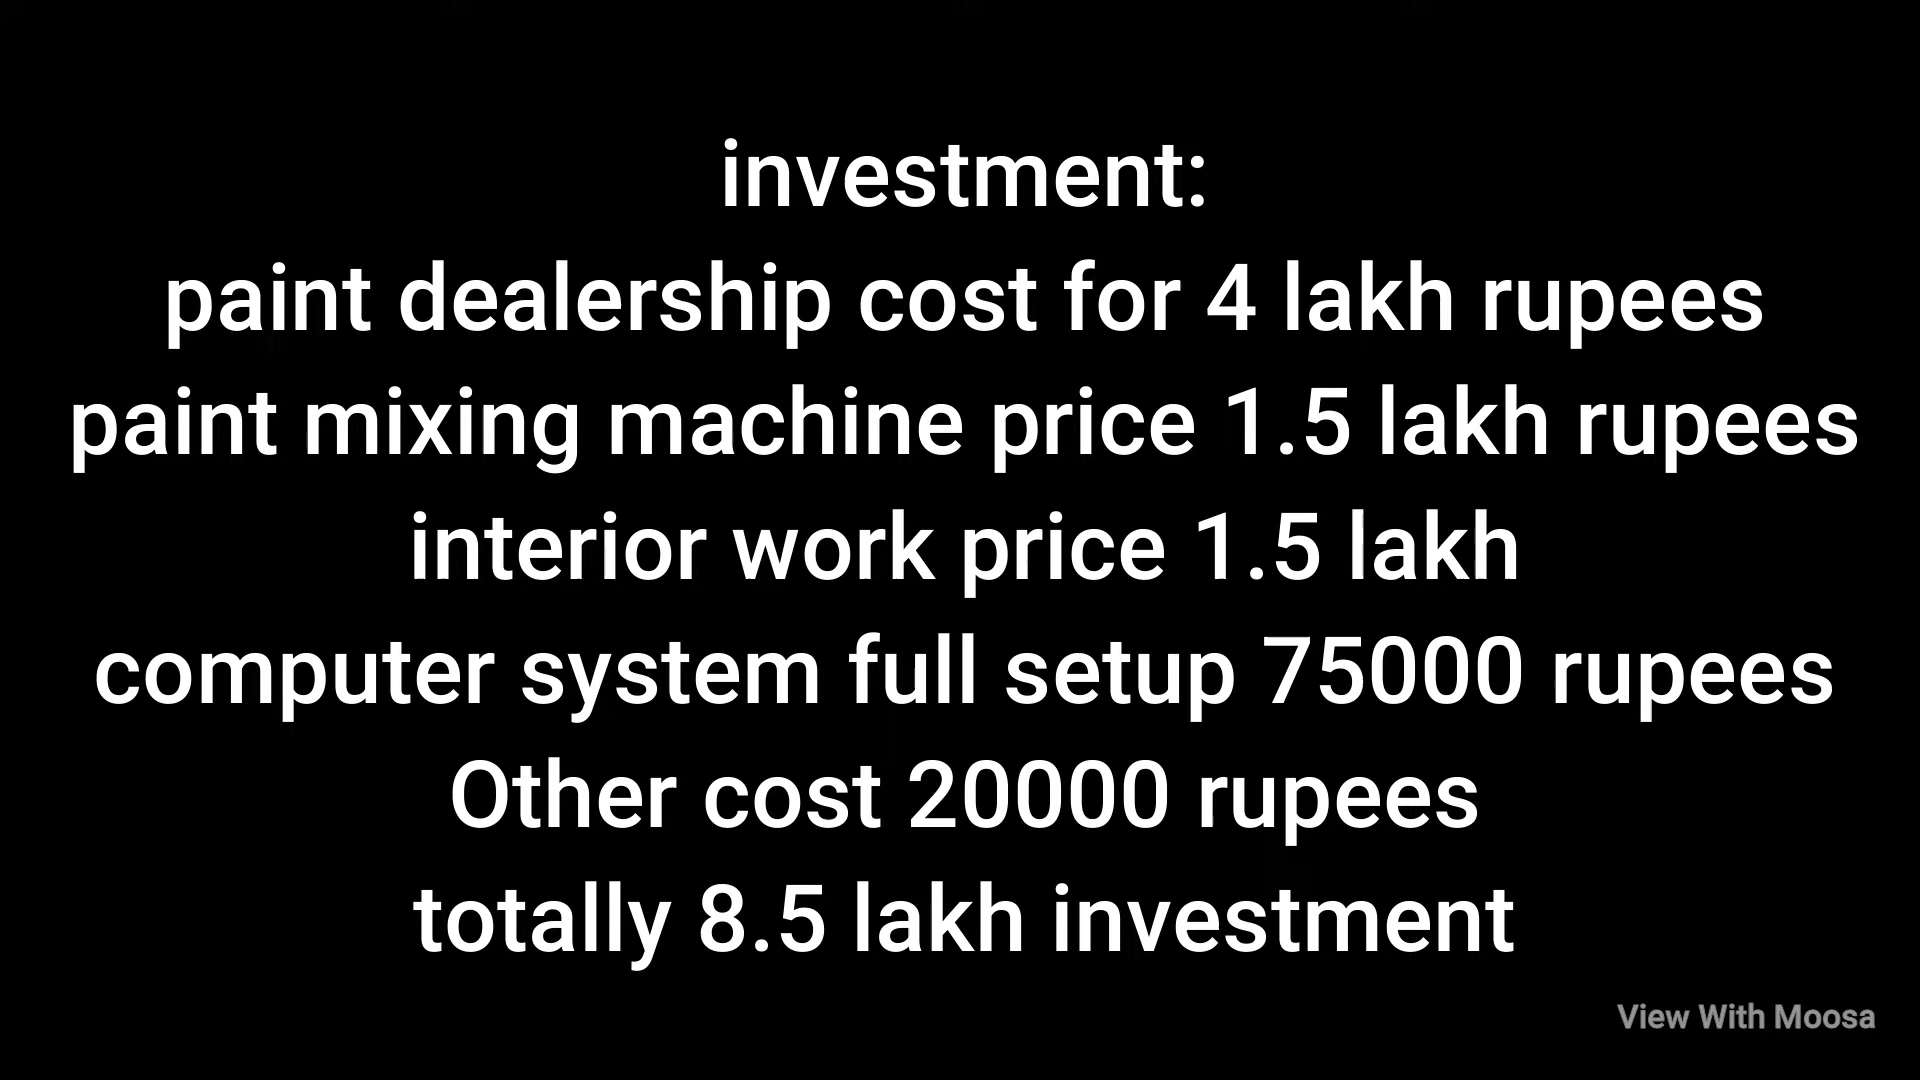 investment:
paint dealership cost for 4 lakh rupees
paint mixing machine price 1.5 lakh rupees
interior work price 1.5 lakh
computer system full setup 75000 rupees
Other cost 20000 rupees
totally 8.5 lakh investment
View With Moosa